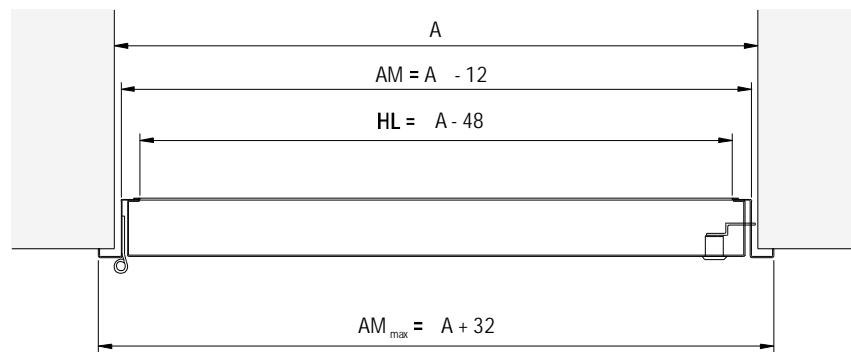 A
AM = A - 12
HL = A - 48
AM max = A + 32